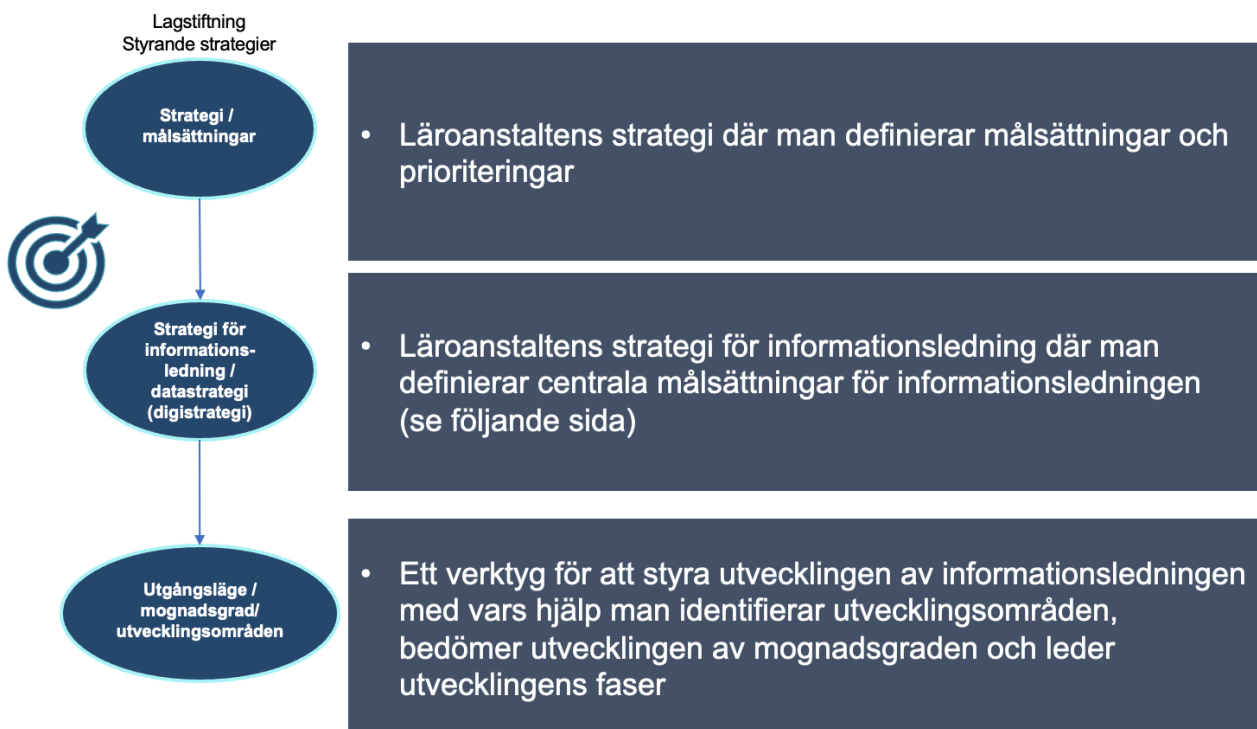 Lagstiftning
Styrande strategier
Strategi /
målsättningar
• Läroanstaltens strategi där man definierar målsättningar och
prioriteringar
Strategi för
informations-
ledning /
datastrategi
(digistrategi)
• Läroanstaltens strategi för informationsledning där man
definierar centrala målsättningar för informationsledningen
(se följande sida)
Utgångsläge /
mognadsgrad/
utvecklingsområden
• Ett verktyg för att styra utvecklingen av informationsledningen
med vars hjälp man identifierar utvecklingsområden,
bedömer utvecklingen av mognadsgraden och leder
utvecklingens faser